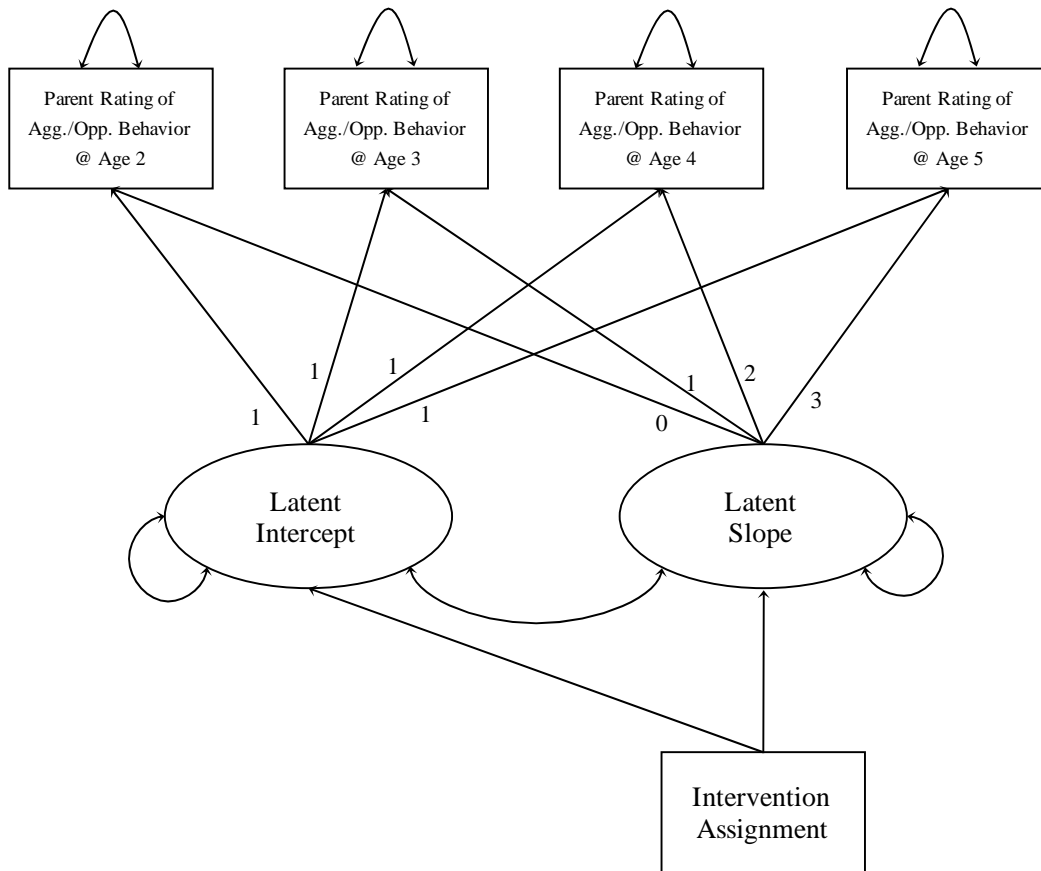 Parent Rating of
Agg./Opp. Behavior
@ Age 2
Parent Rating of
Agg./Opp. Behavior
@ Age 3
Parent Rating of
Agg./Opp. Behavior
@ Age 4
Parent Rating of
Agg./Opp. Behavior
@ Age 5
1
1
1
1
0
1
2
3
Latent
Intercept
Latent
Slope
Intervention
Assignment